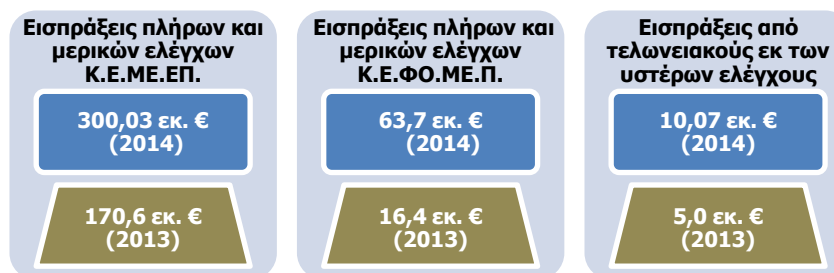 Εισπράξεις πλήρων και
μερικών ελέγχων
Κ.Ε.ΜΕ.ΕΠ.
300,03 εκ. €
(2014)
170,6 εκ. €
(2013)
Εισπράξεις πλήρων και
μερικών ελέγχων
Κ.Ε.ΦΟ.ΜΕ.Π.
63,7 εκ. €
(2014)
16,4 εκ. €
(2013)
Εισπράξεις από
τελωνειακούς εκ των
υστέρων ελέγχους
10,07 εκ. €
(2014)
5,0 εκ. €
(2013)